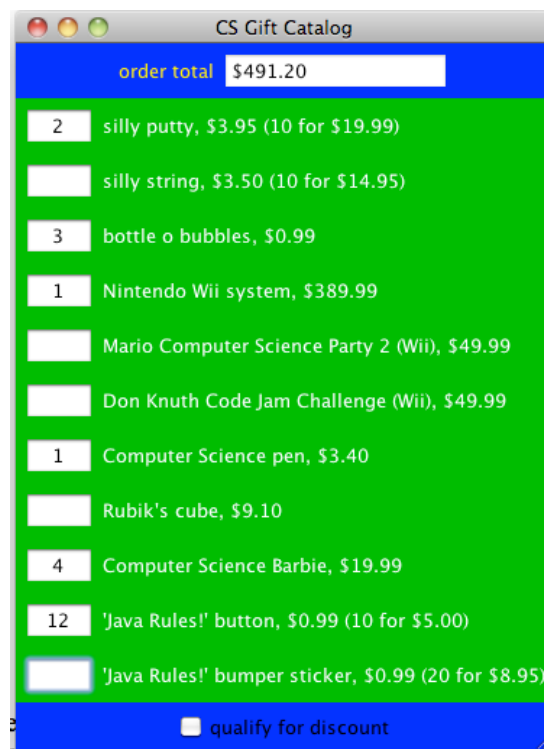 CS Gift Catalog
order total $491.20
2 silly putty, $3.95 (10 for $19.99)
silly string, $3.50 (10 for $14.95)
3 bottle o bubbles, $0.99
1 Nintendo Wii system, $389.99
Mario Computer Science Party 2 (Wii), $49.99
Don Knuth Code Jam Challenge (Wii), $49.99
1 Computer Science pen, $3.40
Rubik's cube, $9.10
4 Computer Science Barbie, $19.99
12 'Java Rules!' button, $0.99 (10 for $5.00)
'Java Rules!' bumper sticker, $0.99 (20 for $8.95)
qualify for discount